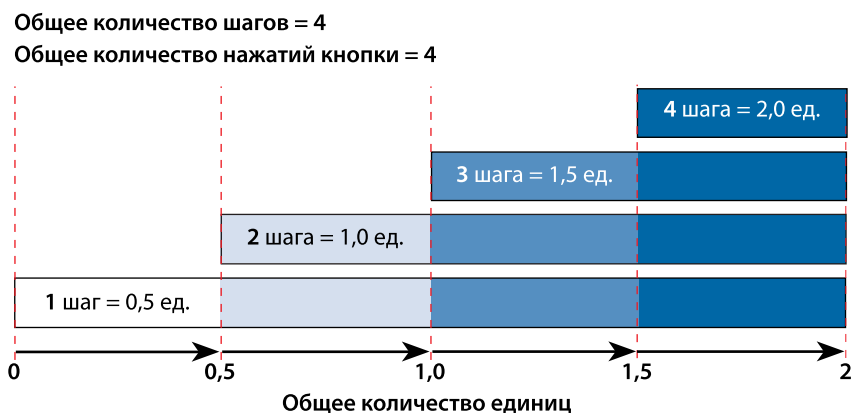 Общее количество шагов = 4
Общее количество нажатий кнопки = 4
4 шага = 2,0 ед.
3 шага = 1,5 ед.
2 шага = 1,0 ед.
1 шаг = 0,5 ед.
0 0,5 1,0 1,5 2
Общее количество единиц